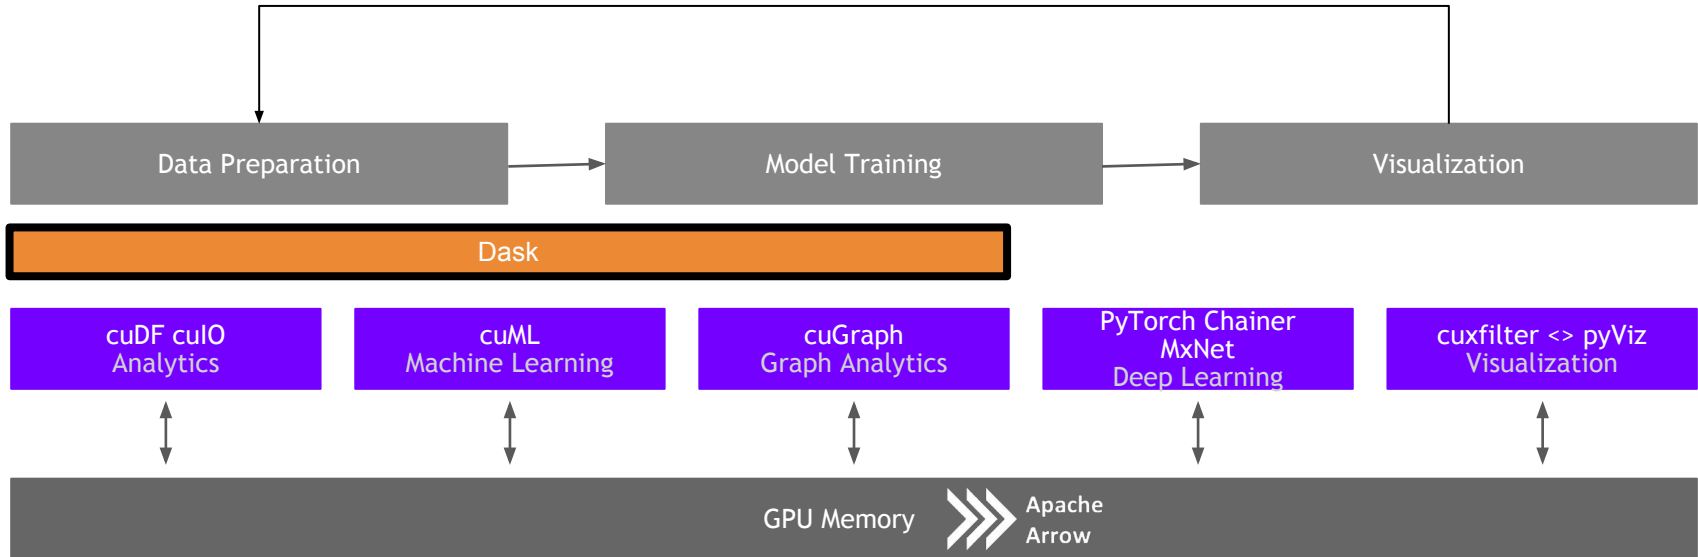 Data Preparation
Model Training
Visualization
Dask
cuDF cuIO
Analytics
cuML
Machine Learning
cuGraph
Graph Analytics
PyTorch Chainer
MxNet
Deep Learning
cuxfilter <> pyViz
Visualization
GPU Memory
Apache
Arrow